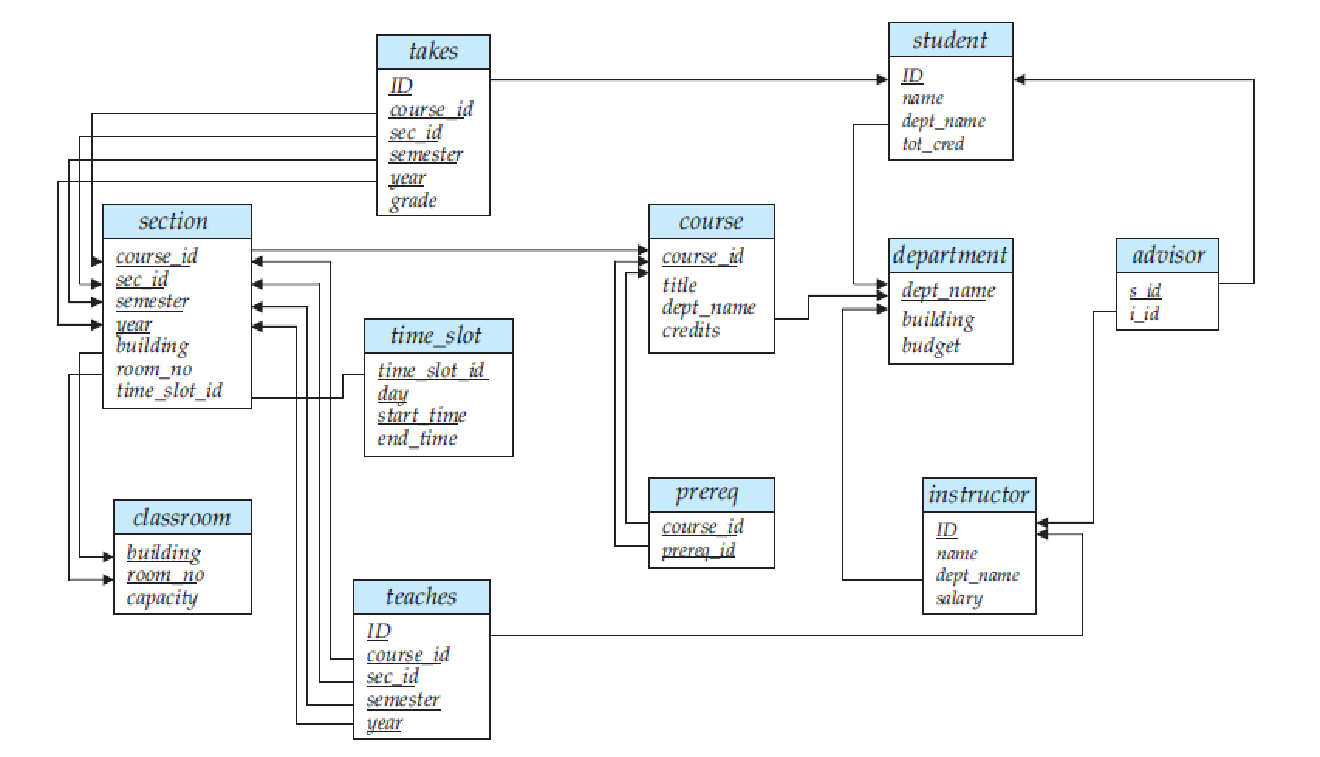 takes
ID
course_id
sec_id
semester
year
grade
student
ID
name
dept_name
tot_cred
section
course_id
sec_id
semester
year
building
room_no
time_slot_id
course
course_id
title
dept_name
credits
department
dept_name
building
budget
advisor
s_id
i_id
time_slot
time_slot_id
day
start_time
end_time
prereq
course_id
prereq_id
instructor
ID
name
dept_name
salary
classroom
building
room_no
capacity
teaches
ID
course_id
sec_id
semester
year